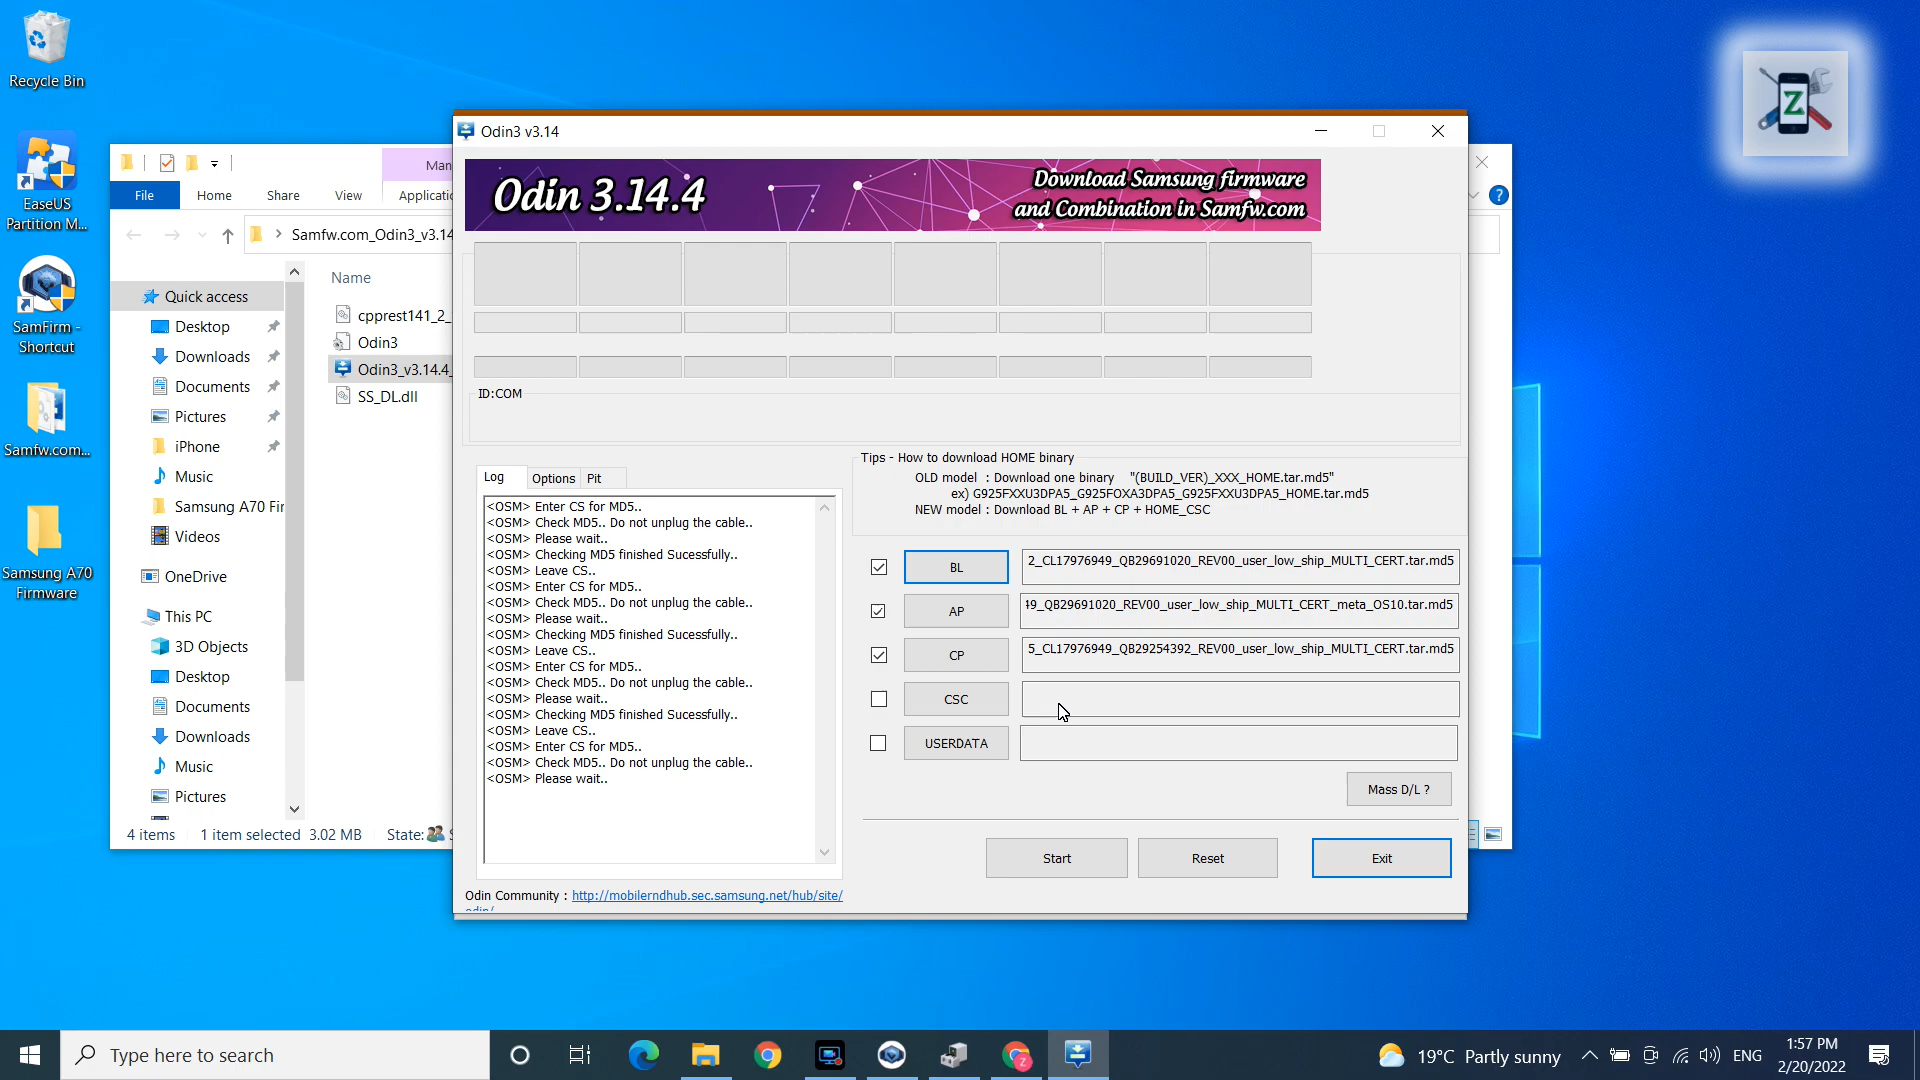 Recycle Bin
EaseUS
Partition M...
SamFirm -
Shortcut
Samfw.com...
Samsung A70
Firmware
Man
File
Home
Share
View
Samfw.com_Odin3_v3.14
Quick access
Desktop
Downloads
Documents
Pictures
iPhone
Music
Samsung A70 Fir
Videos
OneDrive
This PC
3D Objects
Desktop
Documents
Downloads
Music
Pictures
Name
cpprest141_2_
Odin3
Odin3_v3.14.4_
SS_DL.dll
4 items
1 item selected 3.02 MB
State:
Odin3 v3.14
Odin 3.14.4
Download Samsung firmware
and Combination in Samfw.com
ID:COM
Log
Options
Pit
<OSM> Enter CS for MD5..
<OSM> Check MD5.. Do not unplug the cable..
<OSM> Please wait..
<OSM> Checking MD5 finished Sucessfully..
<OSM> Leave CS..
<OSM> Enter CS for MD5..
<OSM> Check MD5.. Do not unplug the cable..
<OSM> Please wait..
<OSM> Checking MD5 finished Sucessfully..
<OSM> Leave CS..
<OSM> Enter CS for MD5..
<OSM> Check MD5.. Do not unplug the cable..
<OSM> Please wait..
<OSM> Checking MD5 finished Sucessfully..
<OSM> Leave CS..
<OSM> Enter CS for MD5..
<OSM> Check MD5.. Do not unplug the cable..
<OSM> Please wait..
Odin Community : http://mobilerndhub.sec.samsung.net/hub/site/
Tips - How to download HOME binary
OLD model : Download one binary "(BUILD_VER)_XXX_HOME.tar.md5"
ex) G925FXXU3DPA5_G925FOXA3DPA5_G925FXXU3DPA5_HOME.tar.md5
NEW model : Download BL + AP + CP + HOME_CSC
BL
2_CL17976949_QB29691020_REV00_user_low_ship_MULTI_CERT.tar.md5
AP
49_QB29691020_REV00_user_low_ship_MULTI_CERT_meta_OS10.tar.md5
CP
5_CL17976949_QB29254392_REV00_user_low_ship_MULTI_CERT.tar.md5
CSC
USERDATA
Mass D/L ?
Start
Reset
Exit
Z
Type here to search
19°C Partly sunny
ENG
1:57 PM
2/20/2022